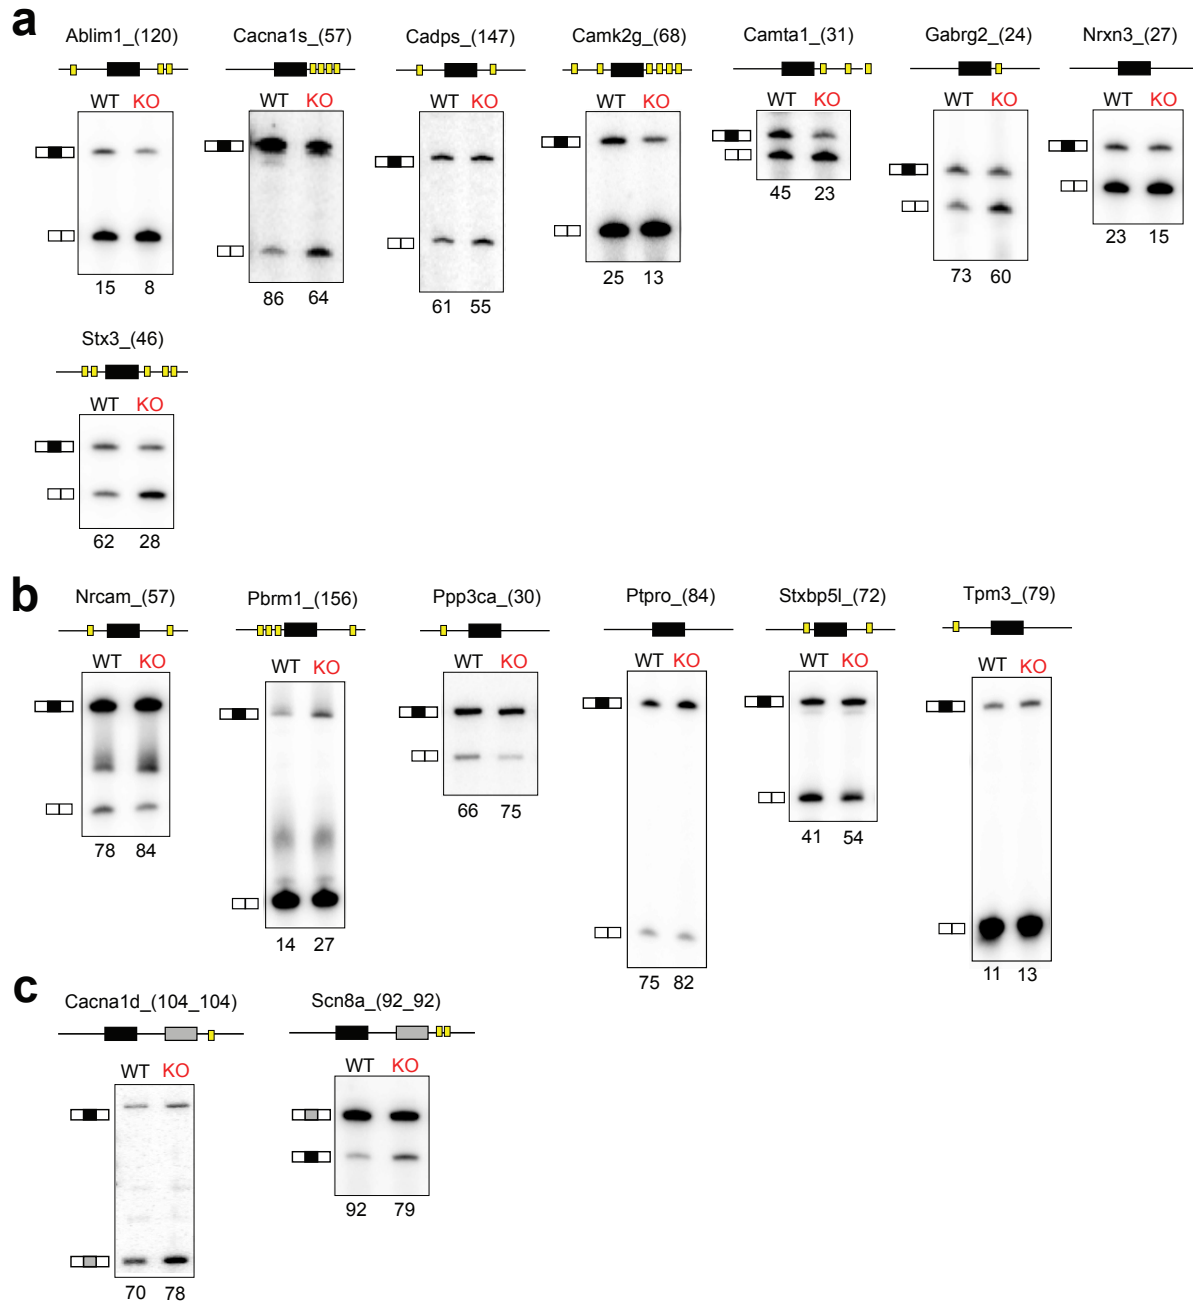 a
Ablim1_(120) Cacna1s_(57) Cadps_(147) Camk2g_(68) Camta1_(31) Gabrg2_(24) Nrxn3_(27)
WT KO WT KO WT KO WT KO WT KO WT KO WT KO
15 8 86 64 61 55 25 13 45 23 73 60 23 15
Stx3_(46)
WT KO
62 28
b
Nrcam_(57) Pbrm1_(156) Ppp3ca_(30) Ptpro_(84) Stxbp5l_(72) Tpm3_(79)
WT KO WT KO WT KO WT KO WT KO WT KO
78 84 14 27 66 75 75 82 41 54 11 13
c
Cacna1d_(104_104) Scn8a_(92_92)
WT KO WT KO
70 78 92 79